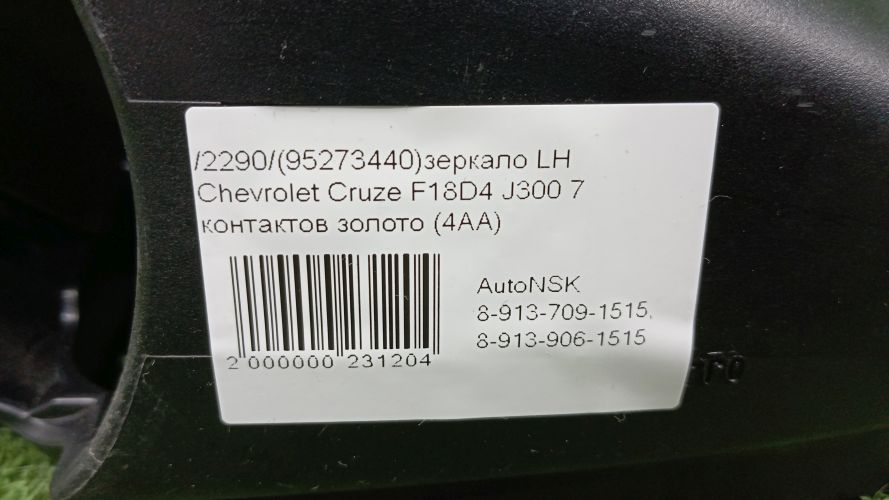 /2290/(95273440)зеркало LH
Chevrolet Cruze F18D4 J300 7
контактов золото (4AA)
AutoNSK
8-913-709-1515,
8-913-906-1515
2 000000 231204